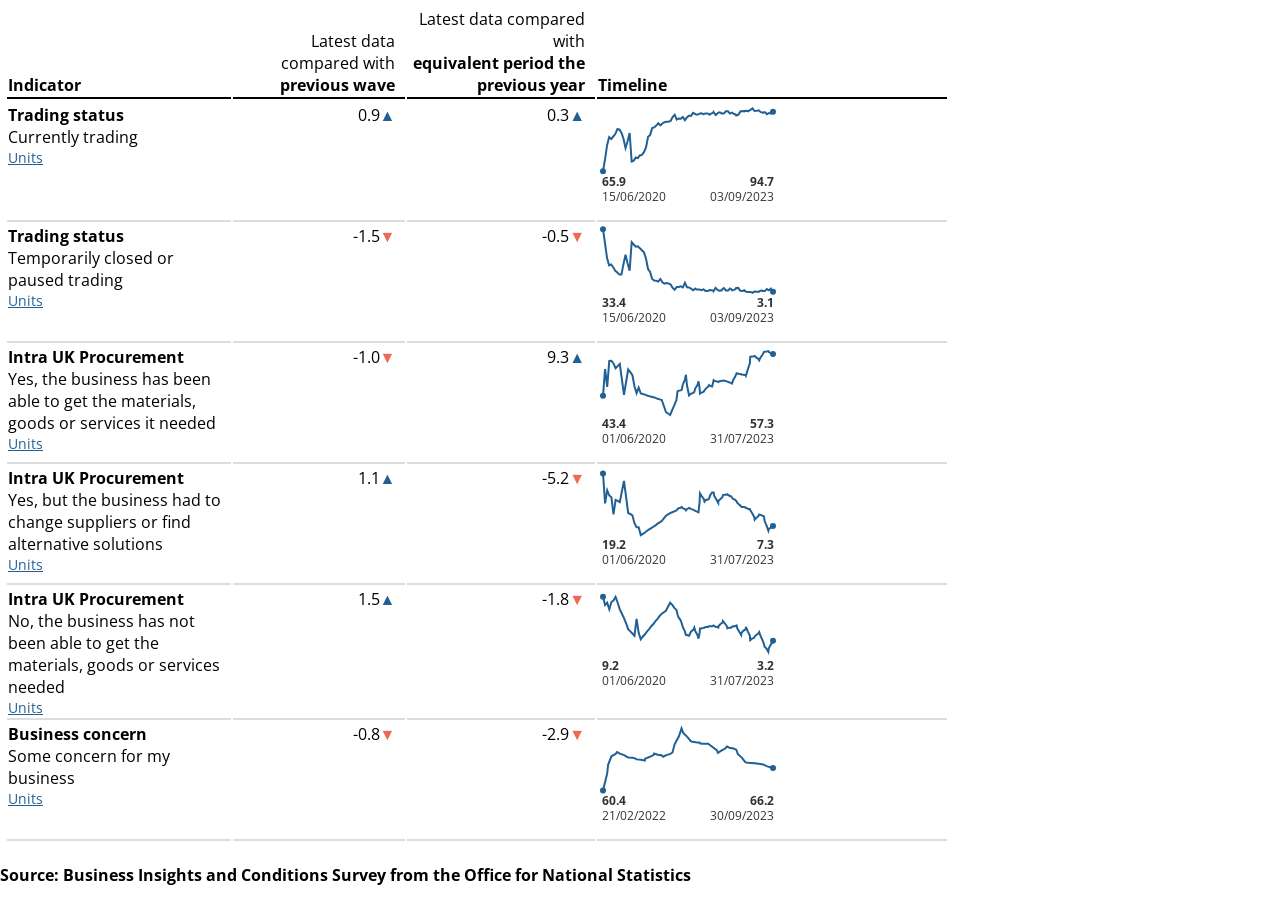 Indicator
Latest data
compared with
previous wave
Latest data compared
with
equivalent period the
previous year
Timeline
Trading status
Currently trading
Units
0.9▲
0.3▲
65.9
94.7
15/06/2020
03/09/2023
Trading status
Temporarily closed or
paused trading
Units
-1.5▼
-0.5▼
33.4
3.1
15/06/2020
03/09/2023
Intra UK Procurement
Yes, the business has been
able to get the materials,
goods or services it needed
Units
-1.0▼
9.3▲
43.4
57.3
01/06/2020
31/07/2023
Intra UK Procurement
Yes, but the business had to
change suppliers or find
alternative solutions
Units
1.1▲
-5.2▼
19.2
7.3
01/06/2020
31/07/2023
Intra UK Procurement
No, the business has not
been able to get the
materials, goods or services
needed
Units
1.5▲
-1.8▼
9.2
3.2
01/06/2020
31/07/2023
Business concern
Some concern for my
business
Units
-0.8▼
-2.9▼
60.4
66.2
21/02/2022
30/09/2023
Source: Business Insights and Conditions Survey from the Office for National Statistics